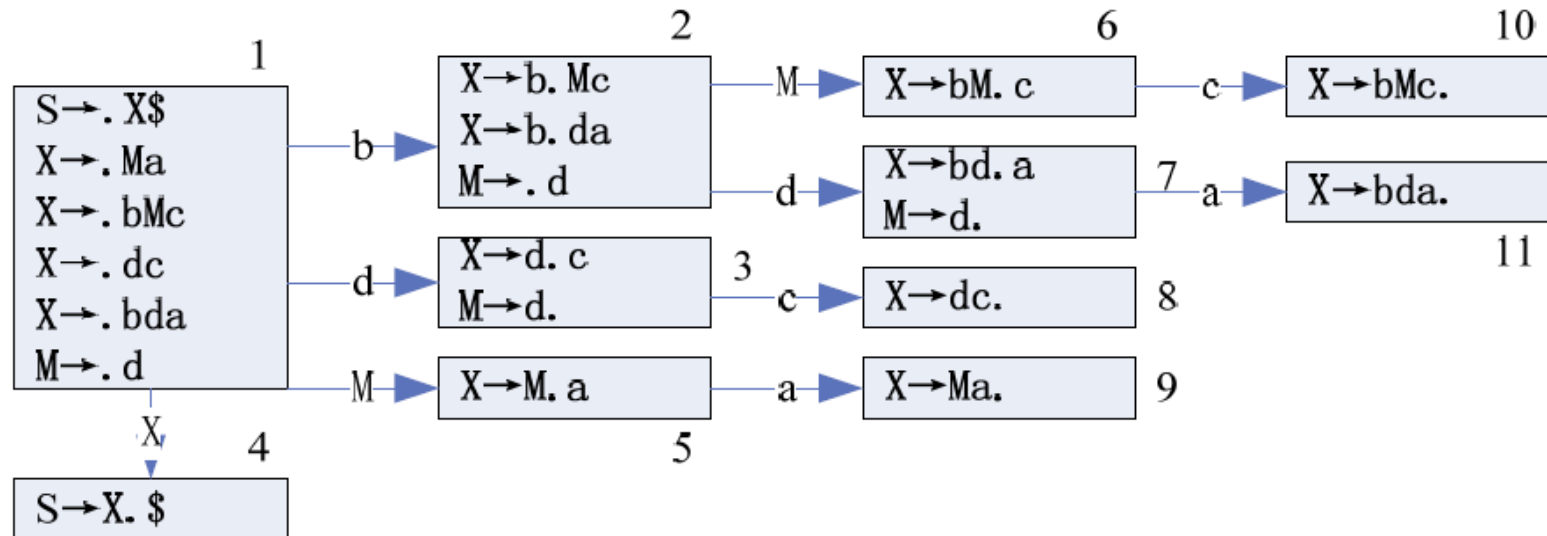 1
S→.X$
X→.Ma
X→.bMc
X→.dc
X→.bda
M→.d
b
d
M
X
2
X→b.Mc
X→b.da
M→.d
M
d
3
X→d.c
M→d.
c
4
S→X.$
5
X→M.a
a
6
X→bM.c
c
7
X→bd.a
M→d.
a
8
X→dc.
9
X→Ma.
10
X→bMc.
11
X→bda.